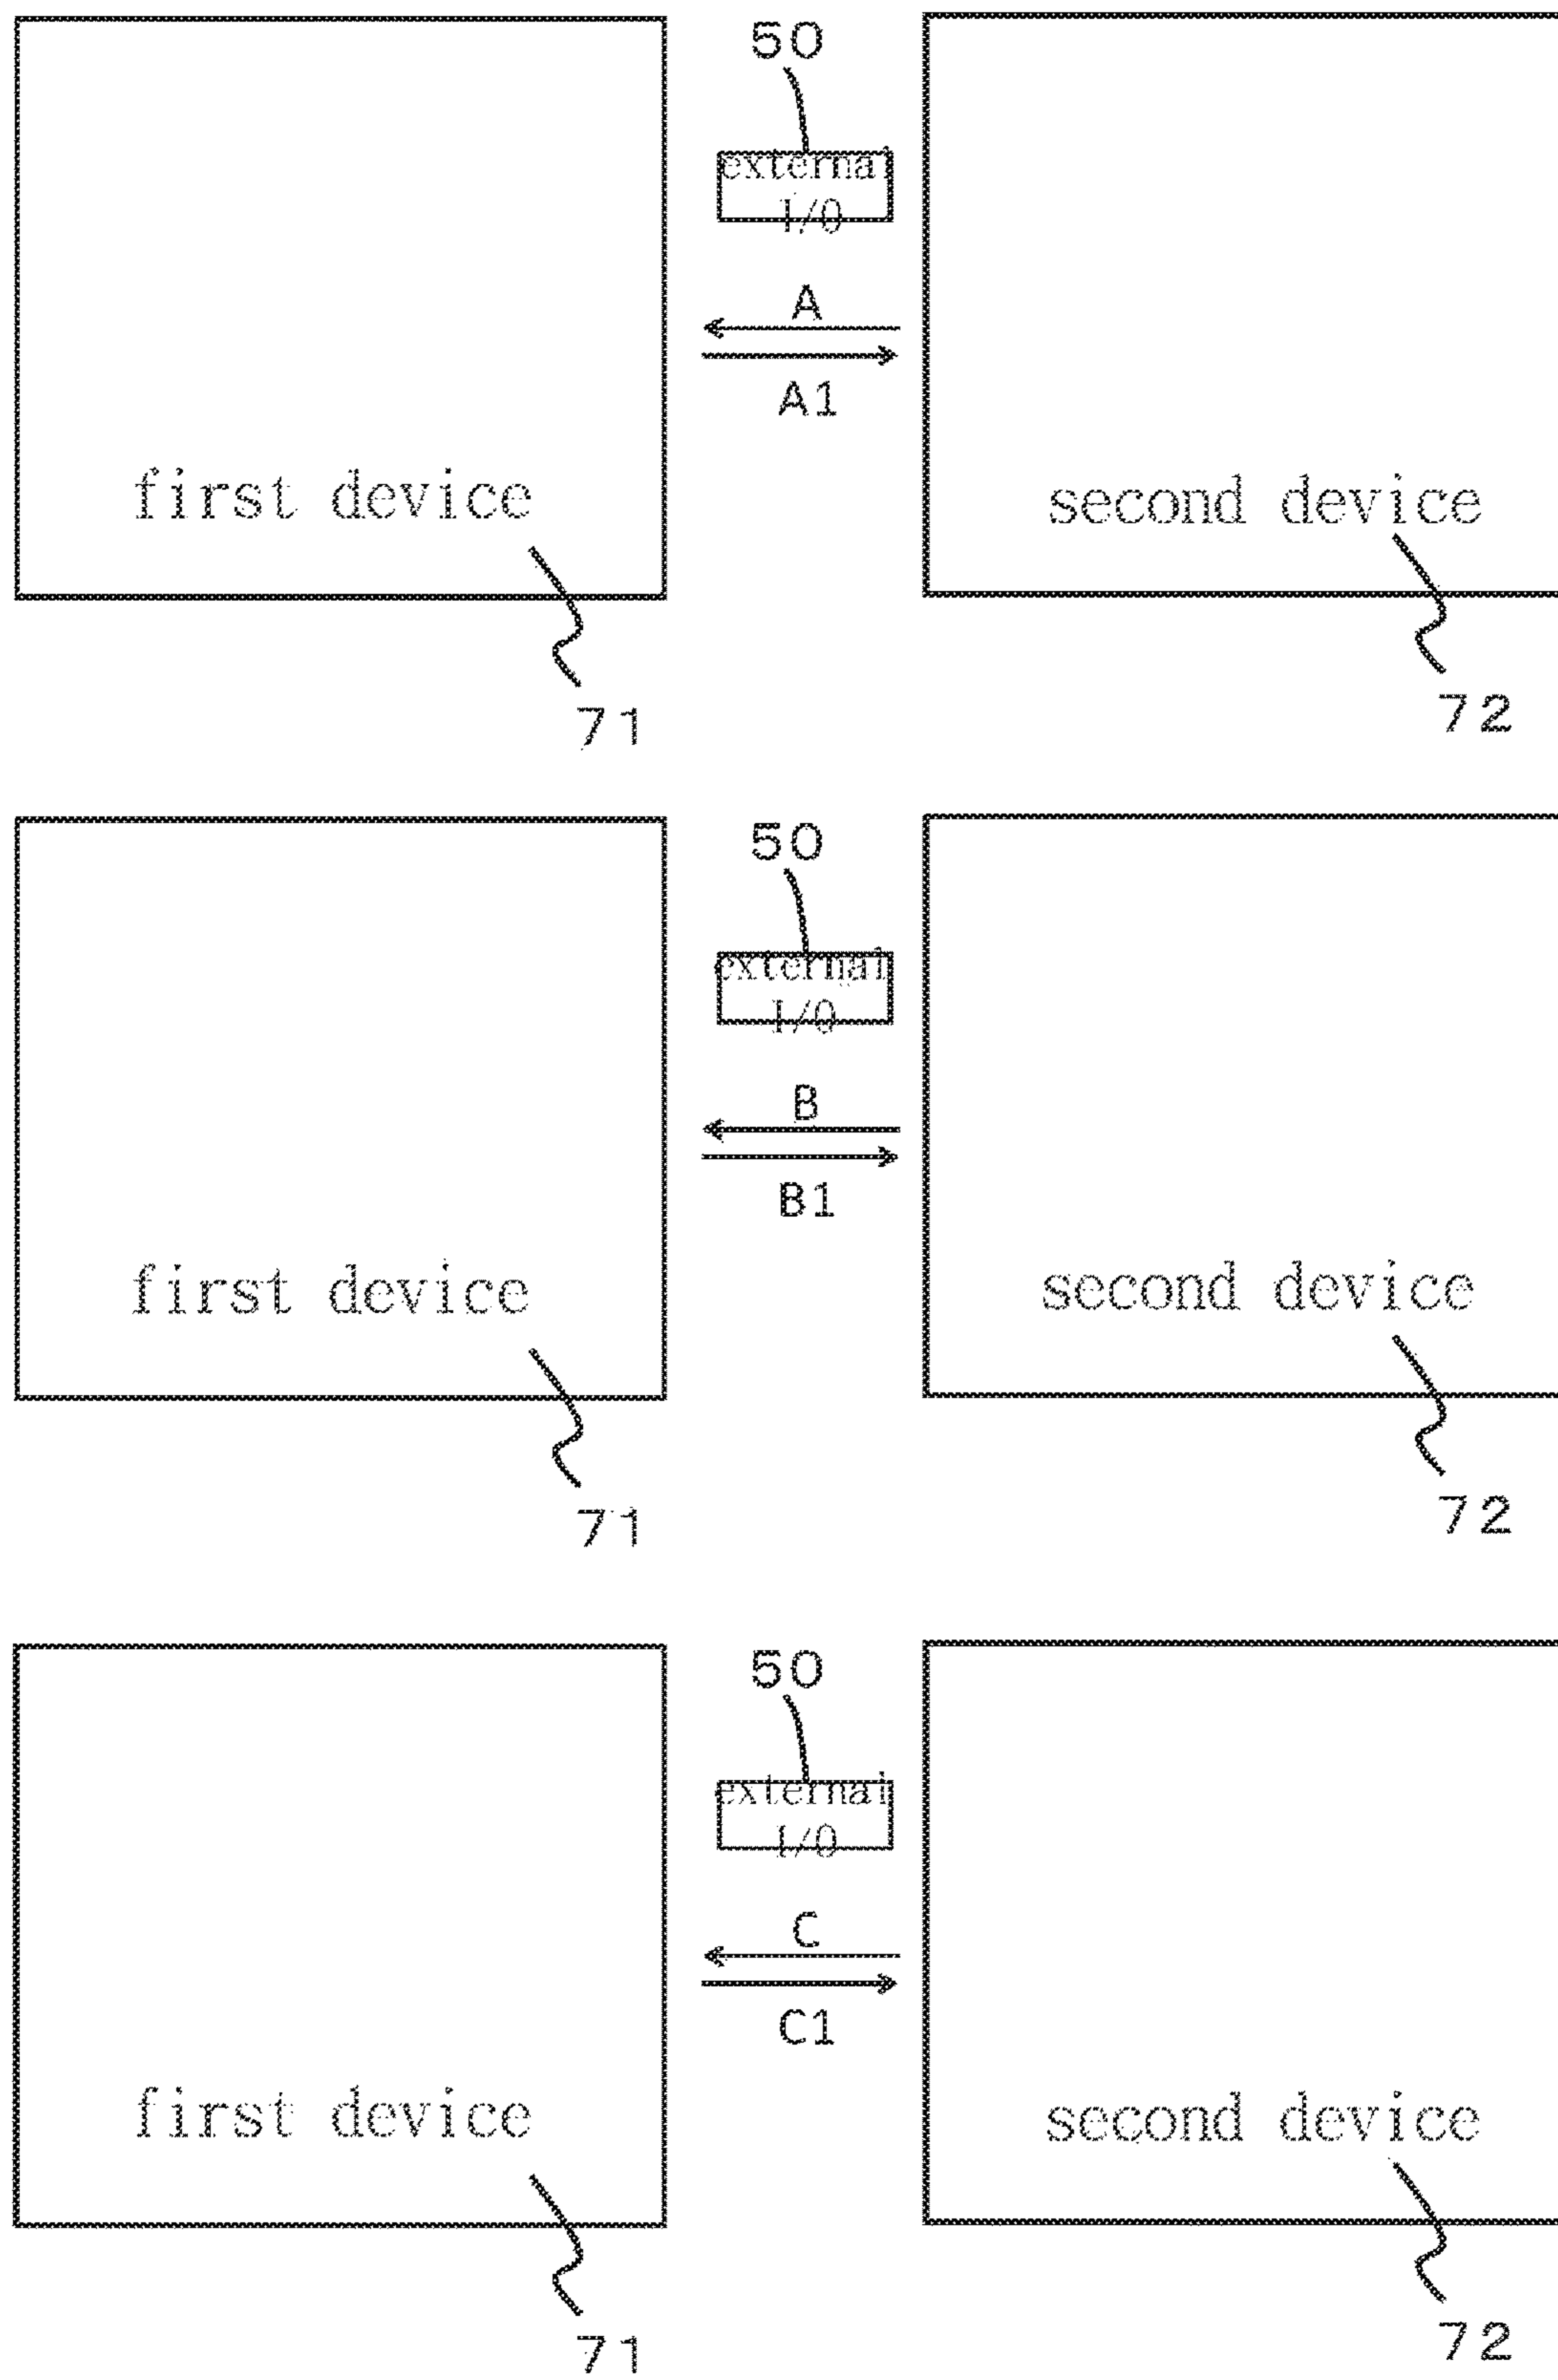 50
external
I/O
A
A1
first device
second device
71
72
50
external
I/O
B
B1
first device
second device
71
72
50
external
I/O
C
C1
first device
second device
71
72